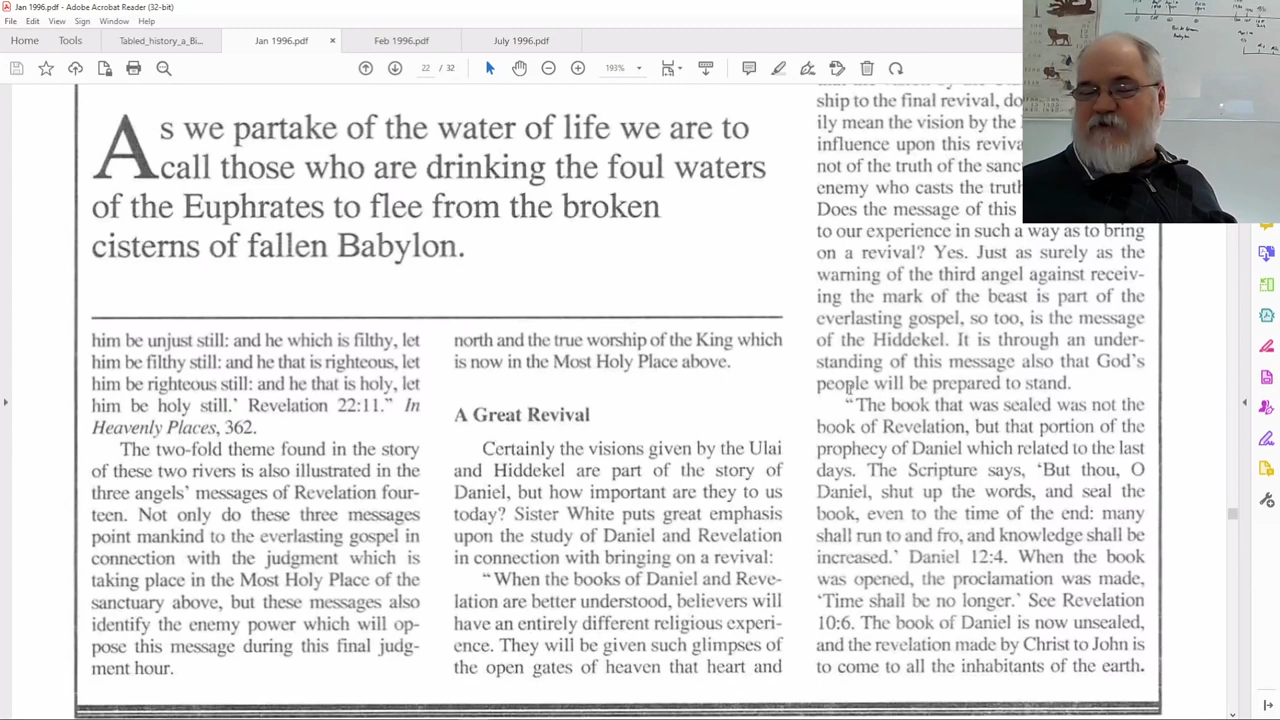 Jan 1996.pdf - Adobe Acrobat Reader (32-bit)
File Edit View Sign Window Help
Home Tools Tabled_history_a_Bi... Jan 1996.pdf × Feb 1996.pdf July 1996.pdf
22 / 32 193%
As we partake of the water of life we are to
call those who are drinking the foul waters
of the Euphrates to flee from the broken
cisterns of fallen Babylon.
him be unjust still: and he which is filthy, let
him be filthy still: and he that is righteous, let
him be righteous still: and he that is holy, let
him be holy still.' Revelation 22:11." In
Heavenly Places, 362.
The two-fold theme found in the story
of these two rivers is also illustrated in the
three angels' messages of Revelation four-
teen. Not only do these three messages
point mankind to the everlasting gospel in
connection with the judgment which is
taking place in the Most Holy Place of the
sanctuary above, but these messages also
identify the enemy power which will op-
pose this message during this final judg-
ment hour.
north and the true worship of the King which
is now in the Most Holy Place above.
A Great Revival
Certainly the visions given by the Ulai
and Hiddekel are part of the story of
Daniel, but how important are they to us
today? Sister White puts great emphasis
upon the study of Daniel and Revelation
in connection with bringing on a revival:
"When the books of Daniel and Reve-
lation are better understood, believers will
have an entirely different religious experi-
ence. They will be given such glimpses of
the open gates of heaven that heart and
ship to the final revival, do
ily mean the vision by the
influence upon this reviva
not of the truth of the sanc
enemy who casts the truth
Does the message of this
to our experience in such a way as to bring
on a revival? Yes. Just as surely as the
warning of the third angel against receiv-
ing the mark of the beast is part of the
everlasting gospel, so too, is the message
of the Hiddekel. It is through an under-
standing of this message also that God's
people will be prepared to stand.
"The book that was sealed was not the
book of Revelation, but that portion of the
prophecy of Daniel which related to the last
days. The Scripture says, 'But thou, O
Daniel, shut up the words, and seal the
book, even to the time of the end: many
shall run to and fro, and knowledge shall be
increased.' Daniel 12:4. When the book
was opened, the proclamation was made,
'Time shall be no longer.' See Revelation
10:6. The book of Daniel is now unsealed,
and the revelation made by Christ to John is
to come to all the inhabitants of the earth.